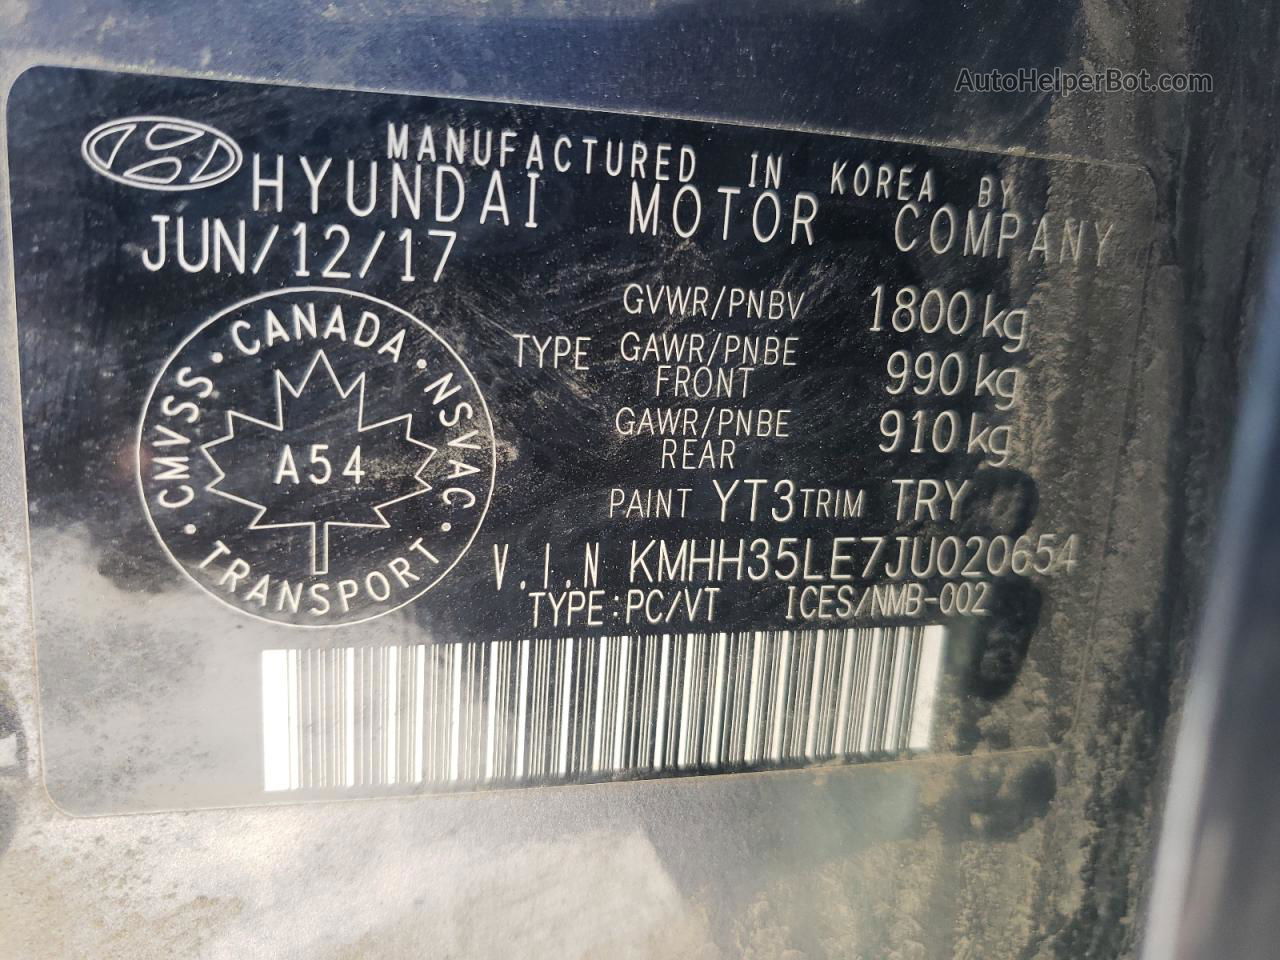 AutoHelperBot.com
MANUFACTURED IN KOREA BY
HYUNDAI MOTOR COMPANY
JUN/12/17
GVWR/PNBV 1800 kg
TYPE GAWR/PNBE FRONT 990 kg
GAWR/PNBE REAR 910 kg
PAINT YT3 TRIM TRY
V.I.N KMHH35LE7JU020654
TYPE:PC/VT ICES/NMB-002
CMVSS · CANADA · NSVAC · TRANSPORT ·
A54